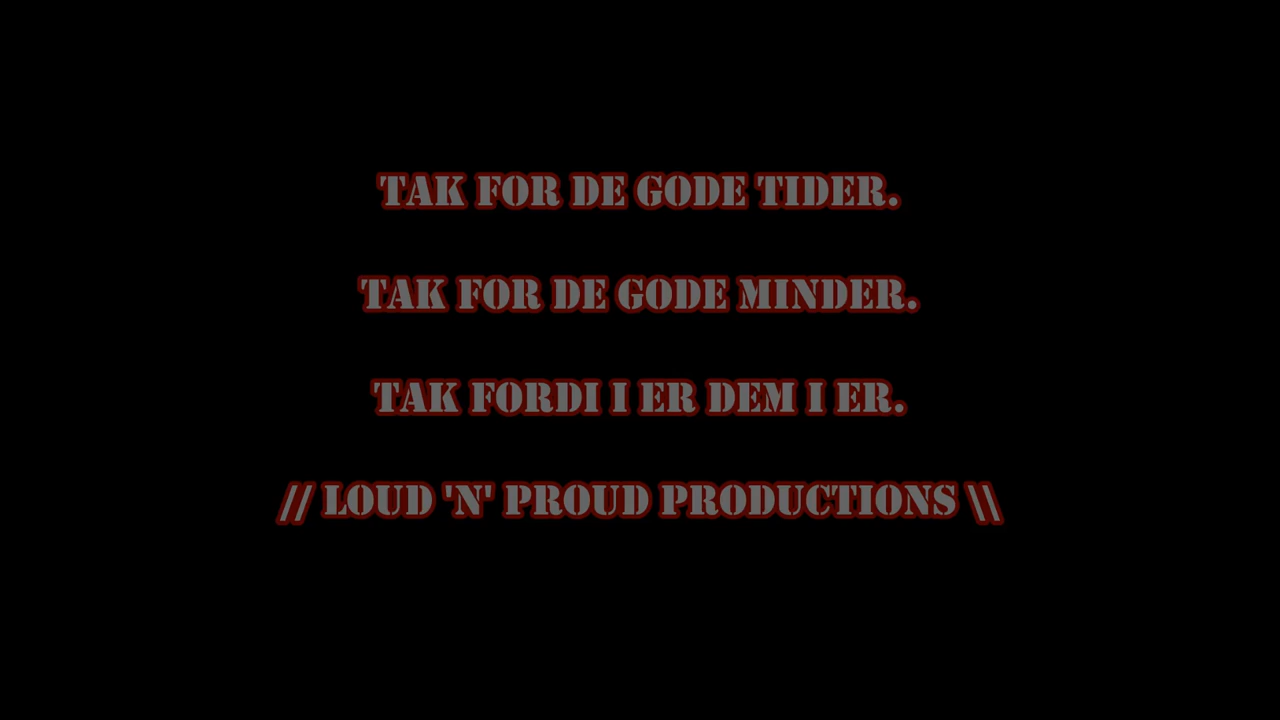 TAK FOR DE GODE TIDER.
TAK FOR DE GODE MINDER.
TAK FORDI I ER DEM I ER.
// LOUD 'N' PROUD PRODUCTIONS \\